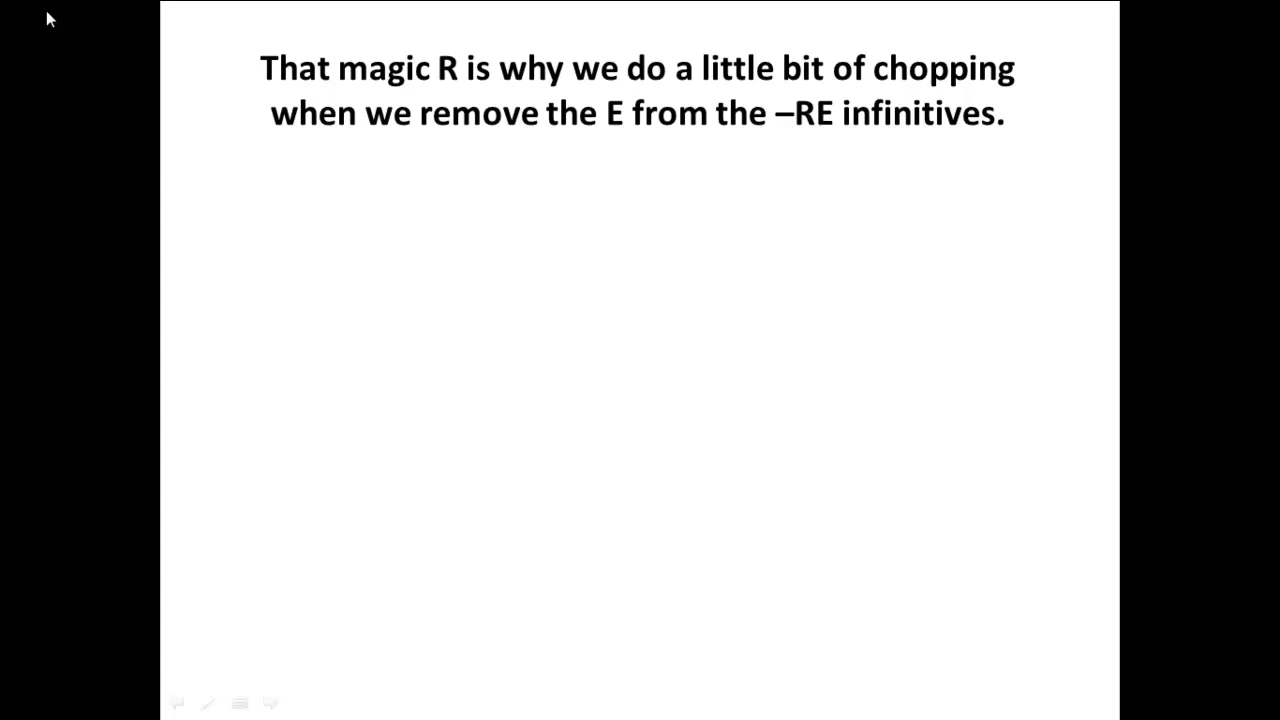 That magic R is why we do a little bit of chopping
when we remove the E from the –RE infinitives.